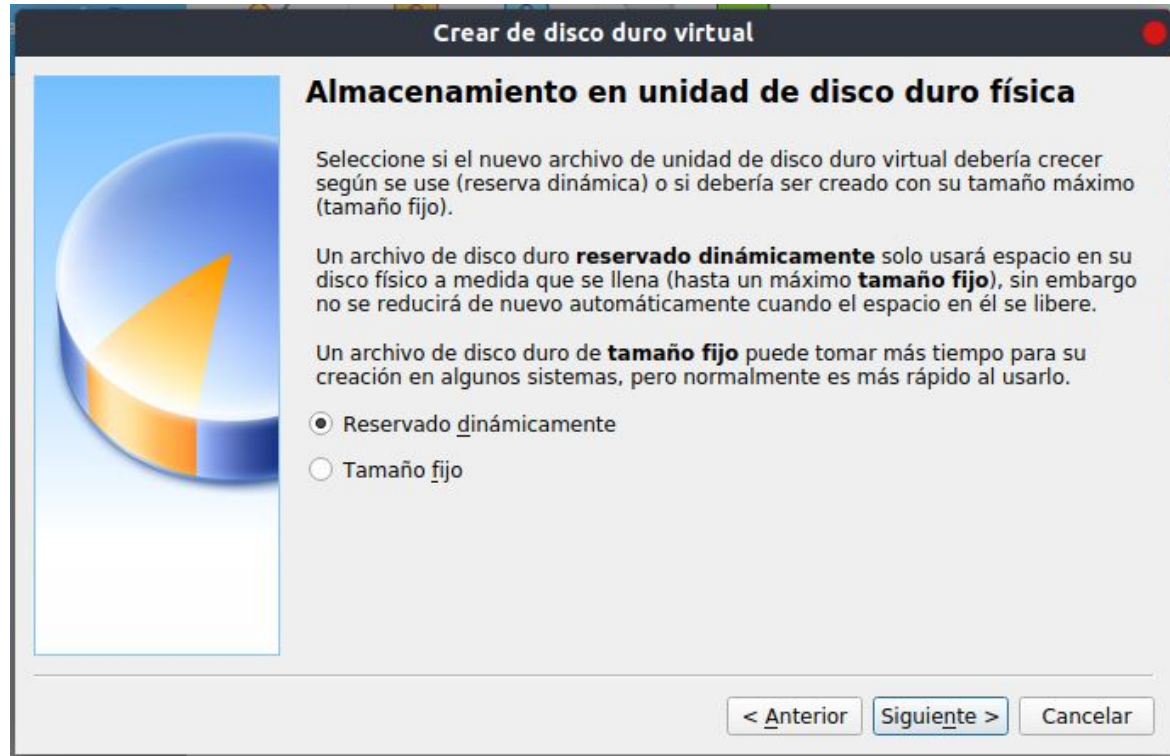 Crear de disco duro virtual
Almacenamiento en unidad de disco duro física
Seleccione si el nuevo archivo de unidad de disco duro virtual debería crecer
según se use (reserva dinámica) o si debería ser creado con su tamaño máximo
(tamaño fijo).
Un archivo de disco duro reservado dinámicamente solo usará espacio en su
disco físico a medida que se llena (hasta un máximo tamaño fijo), sin embargo
no se reducirá de nuevo automáticamente cuando el espacio en él se libere.
Un archivo de disco duro de tamaño fijo puede tomar más tiempo para su
creación en algunos sistemas, pero normalmente es más rápido al usarlo.
Reservado dinámicamente
Tamaño fijo
< Anterior Siguiente > Cancelar